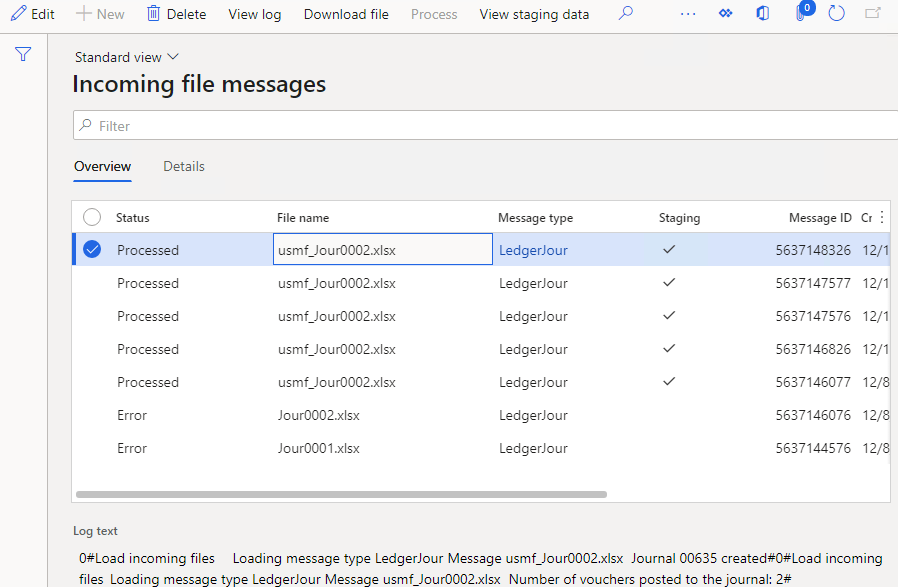 Edit New Delete View log Download file Process View staging data 0
Standard view
Incoming file messages
Filter
Overview Details
Status File name Message type Staging Message ID Cr
Processed usmf_Jour0002.xlsx LedgerJour 5637148326 12/1
Processed usmf_Jour0002.xlsx LedgerJour 5637147577 12/1
Processed usmf_Jour0002.xlsx LedgerJour 5637147576 12/1
Processed usmf_Jour0002.xlsx LedgerJour 5637146826 12/1
Processed usmf_Jour0002.xlsx LedgerJour 5637146077 12/8
Error Jour0002.xlsx LedgerJour 5637146076 12/8
Error Jour0001.xlsx LedgerJour 5637144576 12/8
Log text
0#Load incoming files Loading message type LedgerJour Message usmf_Jour0002.xlsx Journal 00635 created#0#Load incoming
files Loading message type LedgerJour Message usmf_Jour0002.xlsx Number of vouchers posted to the journal: 2#